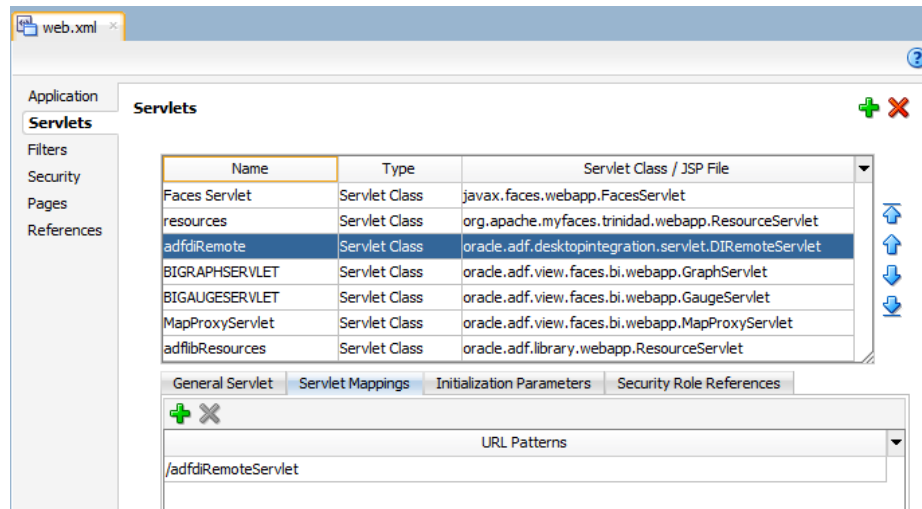 web.xml
Application
Servlets
Filters
Security
Pages
References
Servlets
Name Type Servlet Class / JSP File
Faces Servlet Servlet Class javax.faces.webapp.FacesServlet
resources Servlet Class org.apache.myfaces.trinidad.webapp.ResourceServlet
adfdiRemote Servlet Class oracle.adf.desktopintegration.servlet.DIRemoteServlet
BIGRAPHSERVLET Servlet Class oracle.adf.view.faces.bi.webapp.GraphServlet
BIGAUGESERVLET Servlet Class oracle.adf.view.faces.bi.webapp.GaugeServlet
MapProxyServlet Servlet Class oracle.adf.view.faces.bi.webapp.MapProxyServlet
adflibResources Servlet Class oracle.adf.library.webapp.ResourceServlet
General Servlet Servlet Mappings Initialization Parameters Security Role References
URL Patterns
/adfdiRemoteServlet